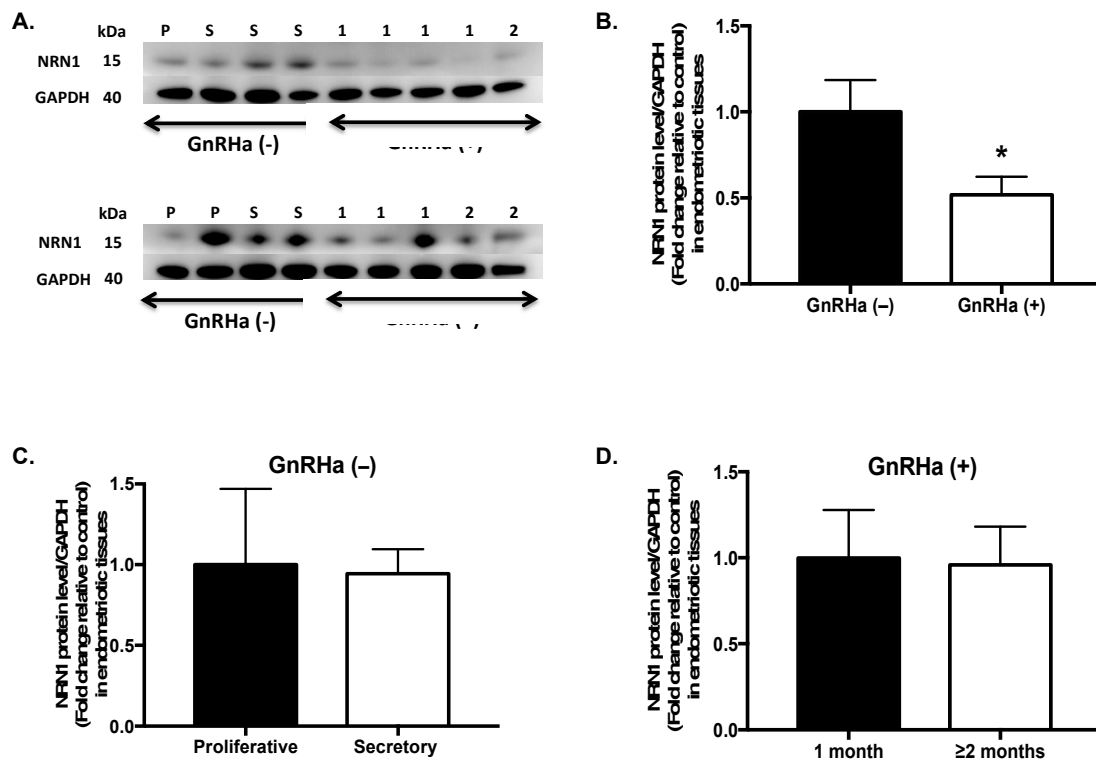 A.
kDa P S S S 1 1 1 1 2
NRN1 15
GAPDH 40
GnRHa (-)
kDa P P S S 1 1 1 2 2
NRN1 15
GAPDH 40
GnRHa (-)
B.
NRN1 protein level/GAPDH
(Fold change relative to control)
in endometriotic tissues
1.5
1.0
0.5
0.0
*
GnRHa (–) GnRHa (+)
C.
GnRHa (–)
NRN1 protein level/GAPDH
(Fold change relative to control)
in endometriotic tissues
1.5
1.0
0.5
0.0
Proliferative Secretory
D.
GnRHa (+)
NRN1 protein level/GAPDH
(Fold change relative to control)
in endometriotic tissues
1.5
1.0
0.5
0.0
1 month ≥2 months